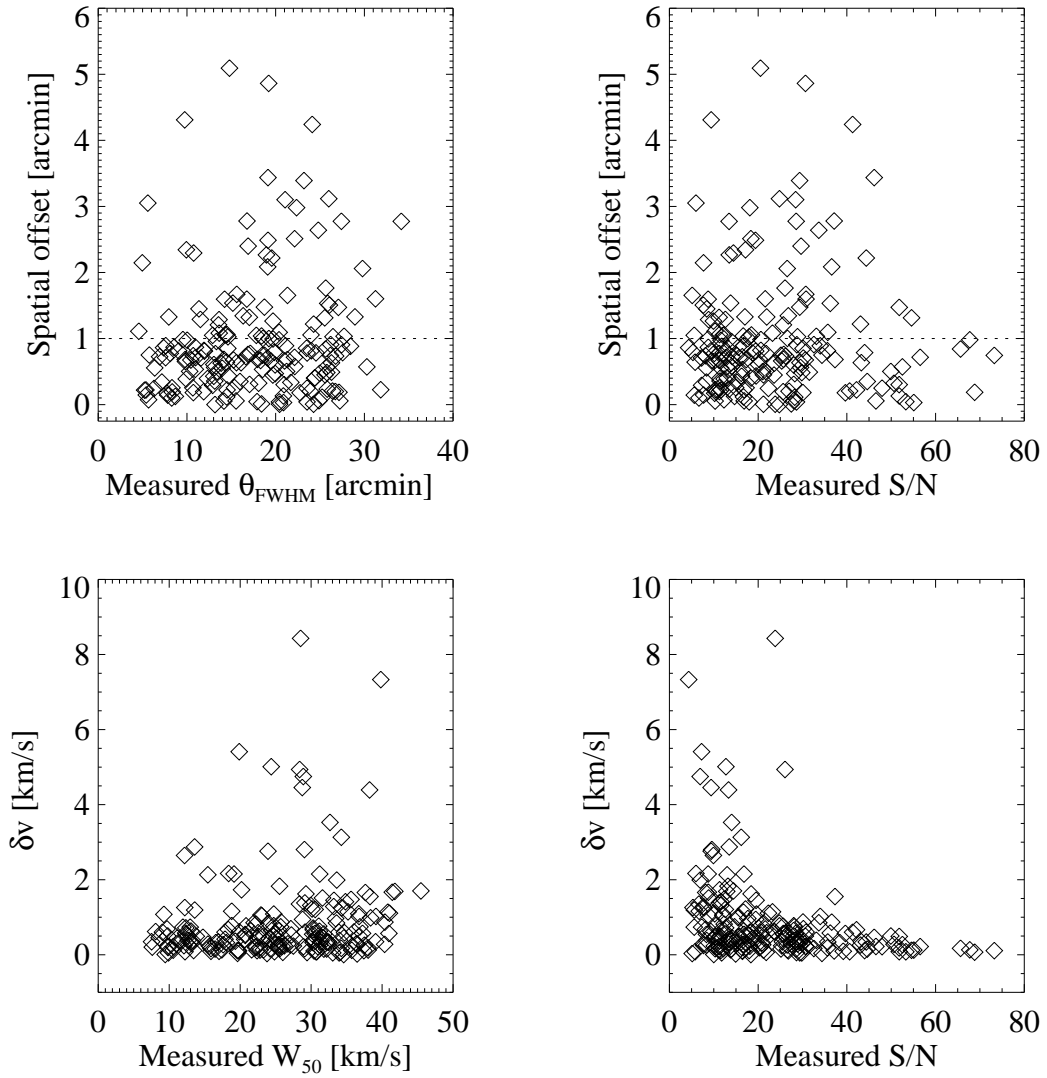 6
5
4
3
2
1
0
Spatial offset [arcmin]
0 10 20 30 40
Measured θFWHM [arcmin]
6
5
4
3
2
1
0
Spatial offset [arcmin]
0 20 40 60 80
Measured S/N
10
8
6
4
2
0
δv [km/s]
0 10 20 30 40 50
Measured W50 [km/s]
10
8
6
4
2
0
δv [km/s]
0 20 40 60 80
Measured S/N